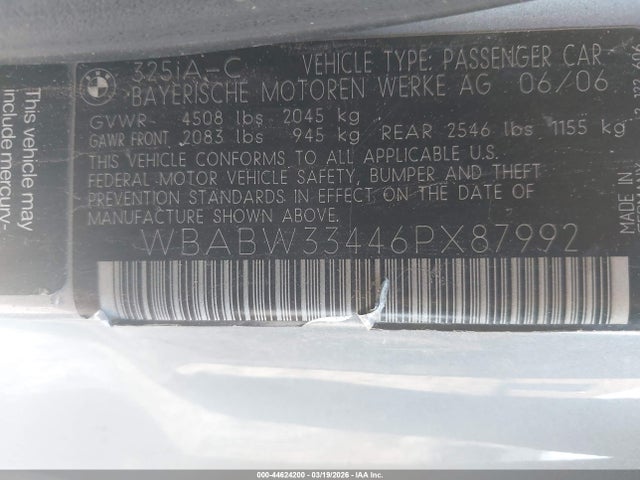 BMW
325iA-C VEHICLE TYPE: PASSENGER CAR
BAYERISCHE MOTOREN WERKE AG 06/06
GVWR 4508 lbs 2045 kg
GAWR FRONT 2083 lbs 945 kg REAR 2546 lbs 1155 kg
THIS VEHICLE CONFORMS TO ALL APPLICABLE U.S.
FEDERAL MOTOR VEHICLE SAFETY, BUMPER AND THEFT
PREVENTION STANDARDS IN EFFECT ON THE DATE OF
MANUFACTURE SHOWN ABOVE.
WBABW33446PX87992
This vehicle may
include mercury-
MADE IN
000-44624200 — 03/19/2026 — IAA Inc.